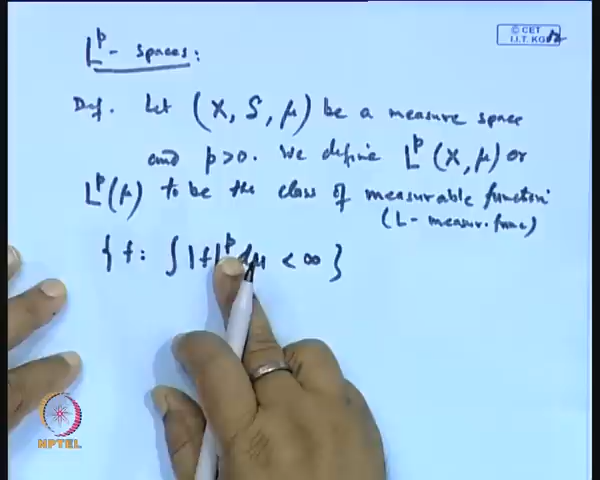 L^p - spaces:
© CET
I.I.T. KGP
Def. Let (X, S, μ) be a measure space
and p>0. We define L^p (X, μ) or
L^p(μ) to be the class of measurable function
(L- measur. func)
{ f: ∫ |f|^p dμ < ∞ }
NPTEL